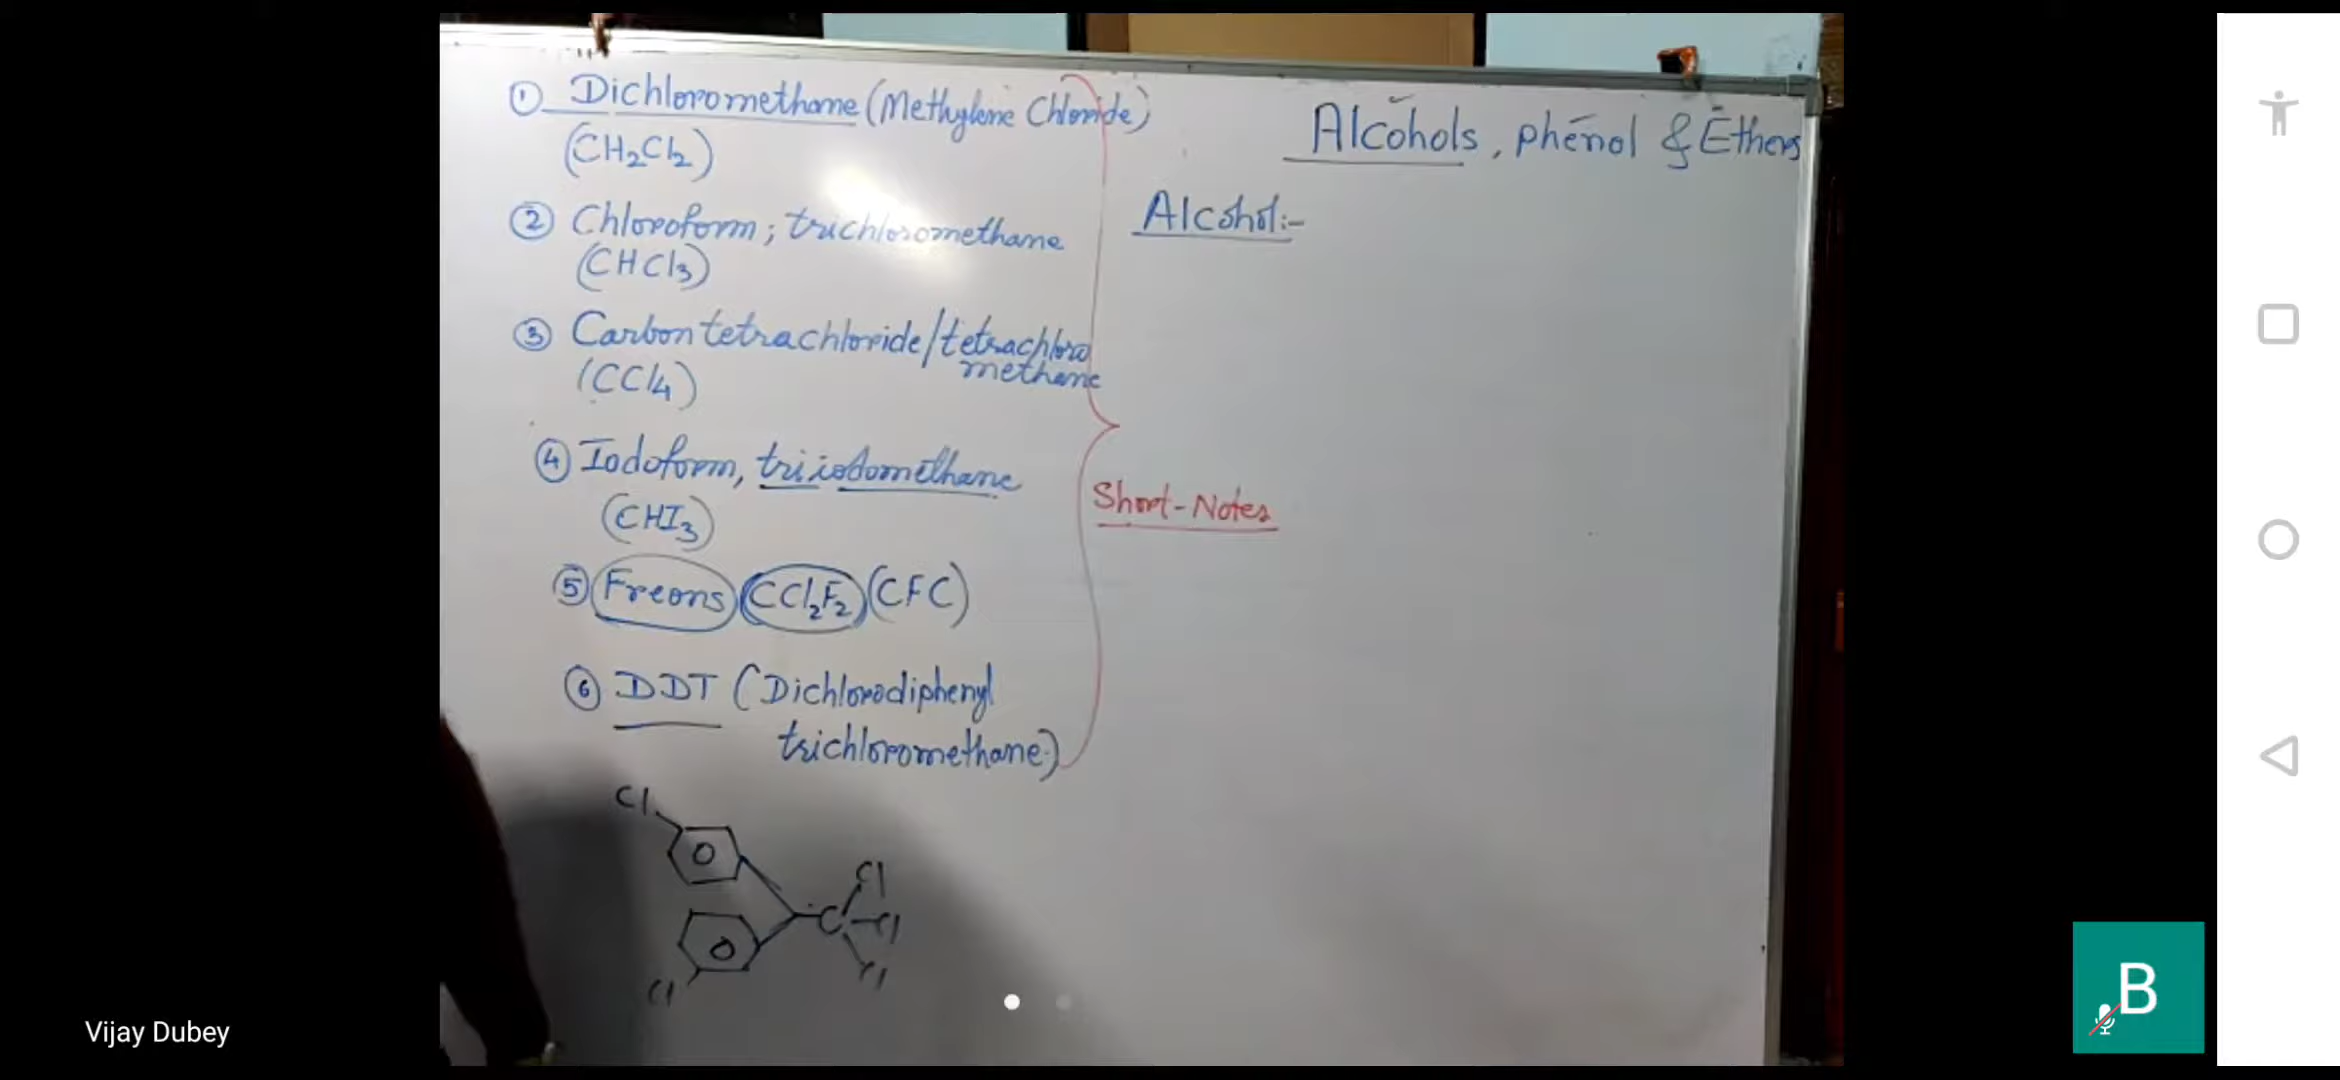 ① Dichloromethane (Methylene Chloride)
(CH₂Cl₂)
② Chloroform; trichloromethane
(CHCl₃)
③ Carbon tetrachloride/tetrachloro
methane
(CCl₄)
④ Iodoform, triiodomethane
(CHI₃)
⑤ Freons CCl₂F₂ (CFC)
⑥ DDT (Dichlorodiphenyl
trichloromethane)
Cl
Cl
C Cl
Cl
Cl
Short-Notes
Alcohols, phenol & Ethers
Alcohol:-
Vijay Dubey
B